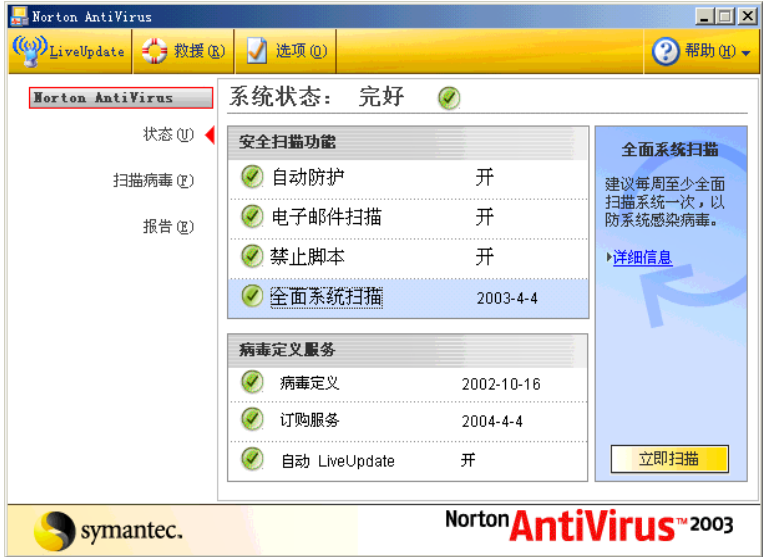 Norton AntiVirus
LiveUpdate 救援(R) 选项(O) 帮助(H)
Norton AntiVirus
状态(U)
扫描病毒(F)
报告(E)
系统状态： 完好
安全扫描功能
自动防护 开
电子邮件扫描 开
禁止脚本 开
全面系统扫描 2003-4-4
病毒定义服务
病毒定义 2002-10-16
订购服务 2004-4-4
自动 LiveUpdate 开
全面系统扫描
建议每周至少全面
扫描系统一次，以
防系统感染病毒。
详细信息
立即扫描
symantec.
Norton AntiVirus™ 2003